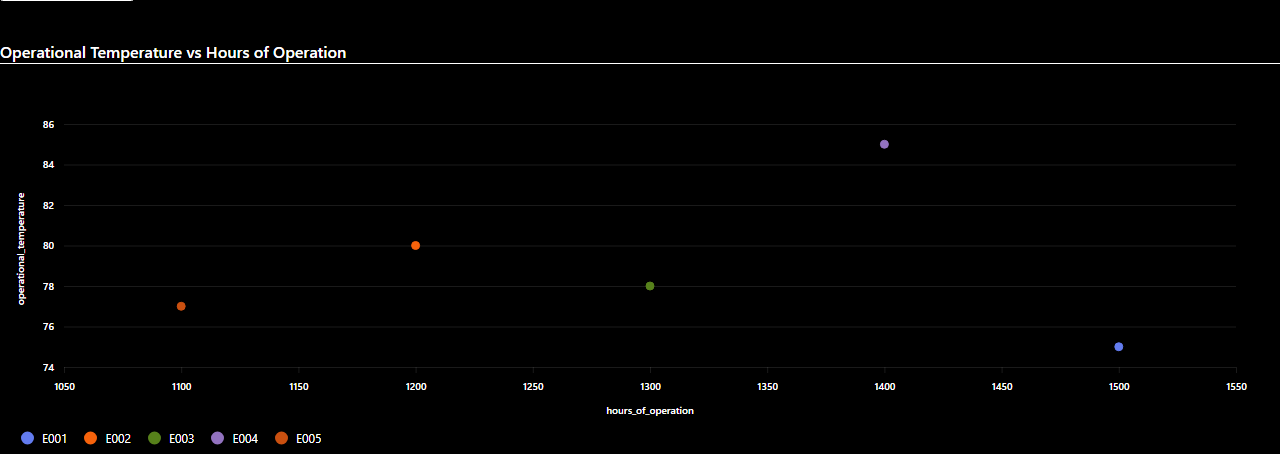 Operational Temperature vs Hours of Operation
86
84
82
80
78
76
74
operational_temperature
1050 1100 1150 1200 1250 1300 1350 1400 1450 1500 1550
hours_of_operation
E001 E002 E003 E004 E005